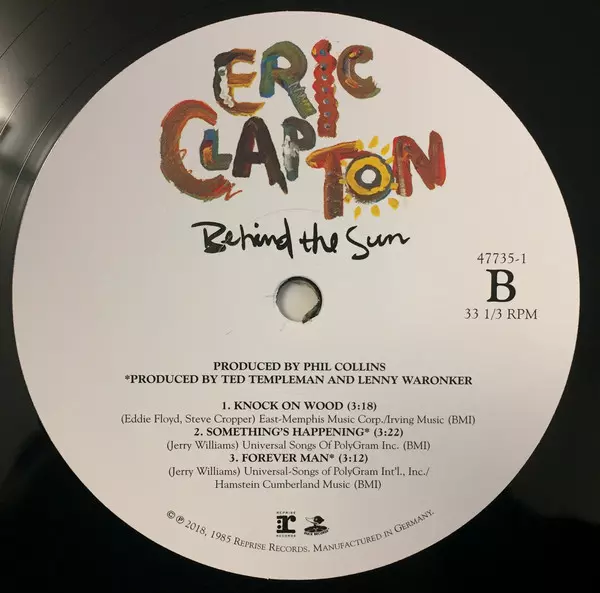 ERIC
CLAPTON
Behind the Sun
47735-1
B
33 1/3 RPM
PRODUCED BY PHIL COLLINS
*PRODUCED BY TED TEMPLEMAN AND LENNY WARONKER
1. KNOCK ON WOOD (3:18)
(Eddie Floyd, Steve Cropper) East-Memphis Music Corp./Irving Music (BMI)
2. SOMETHING'S HAPPENING* (3:22)
(Jerry Williams) Universal Songs Of PolyGram Inc. (BMI)
3. FOREVER MAN* (3:12)
(Jerry Williams) Universal-Songs of PolyGram Int'l., Inc./
Hamstein Cumberland Music (BMI)
REPRISE
r
RECORDS
©℗ 2018, 1985 REPRISE RECORDS. MANUFACTURED IN GERMANY.